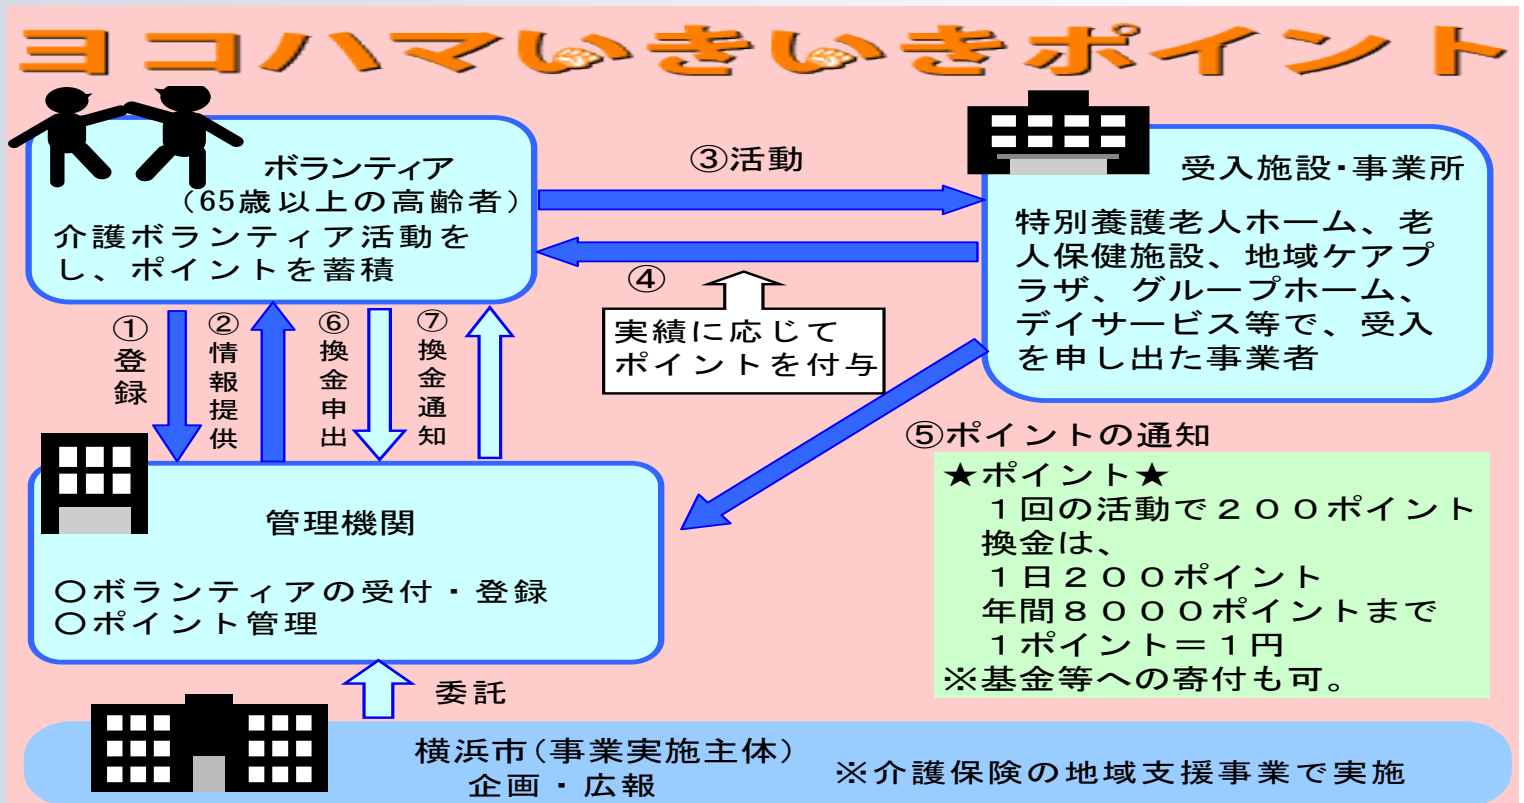 ヨコハマいきいきポイント
ボランティア
（65歳以上の高齢者）
介護ボランティア活動を
し、ポイントを蓄積
③活動
④
実績に応じて
ポイントを付与
受入施設・事業所
特別養護老人ホーム、老
人保健施設、地域ケアプ
ラザ、グループホーム、
デイサービス等で、受入
を申し出た事業者
①登録
②情報提供
⑥換金申出
⑦換金通知
⑤ポイントの通知
★ポイント★
１回の活動で２００ポイント
換金は、
１日２００ポイント
年間８０００ポイントまで
１ポイント＝１円
※基金等への寄付も可。
管理機関
〇ボランティアの受付・登録
〇ポイント管理
委託
横浜市（事業実施主体）
企画・広報
※介護保険の地域支援事業で実施